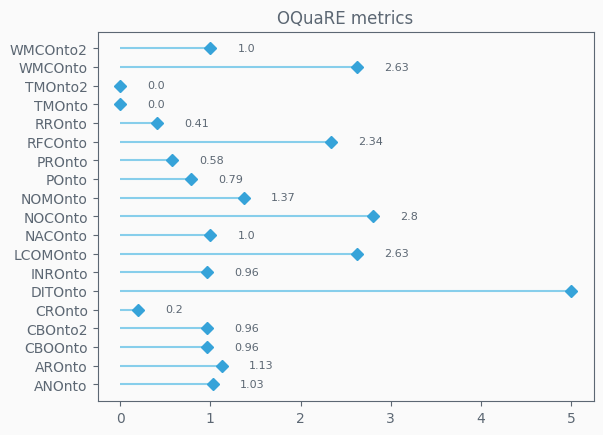 OQuaRE metrics
WMCOnto2 1.0
WMCOnto 2.63
TMOnto2 0.0
TMOnto 0.0
RROnto 0.41
RFCOnto 2.34
PROnto 0.58
POnto 0.79
NOMOnto 1.37
NOCOnto 2.8
NACOnto 1.0
LCOMOnto 2.63
INROnto 0.96
DITOnto
CROnto 0.2
CBOnto2 0.96
CBOOnto 0.96
AROnto 1.13
ANOnto 1.03
0 1 2 3 4 5